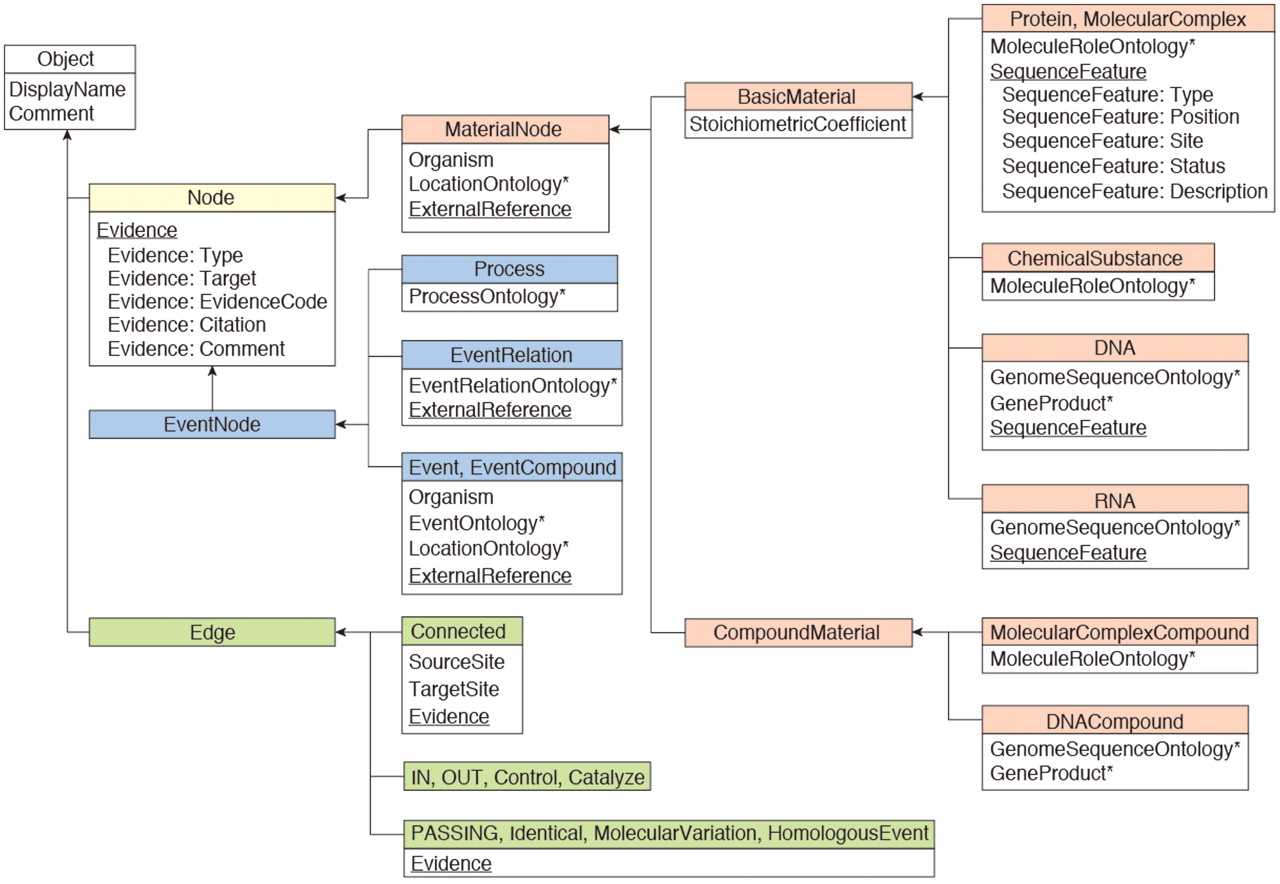 Object
DisplayName
Comment
Node
Evidence
Evidence: Type
Evidence: Target
Evidence: EvidenceCode
Evidence: Citation
Evidence: Comment
EventNode
Edge
MaterialNode
Organism
LocationOntology*
ExternalReference
Process
ProcessOntology*
EventRelation
EventRelationOntology*
ExternalReference
Event, EventCompound
Organism
EventOntology*
LocationOntology*
ExternalReference
Connected
SourceSite
TargetSite
Evidence
IN, OUT, Control, Catalyze
PASSING, Identical, MolecularVariation, HomologousEvent
Evidence
BasicMaterial
StoichiometricCoefficient
CompoundMaterial
Protein, MolecularComplex
MoleculeRoleOntology*
SequenceFeature
SequenceFeature: Type
SequenceFeature: Position
SequenceFeature: Site
SequenceFeature: Status
SequenceFeature: Description
ChemicalSubstance
MoleculeRoleOntology*
DNA
GenomeSequenceOntology*
GeneProduct*
SequenceFeature
RNA
GenomeSequenceOntology*
SequenceFeature
MolecularComplexCompound
MoleculeRoleOntology*
DNACompound
GenomeSequenceOntology*
GeneProduct*